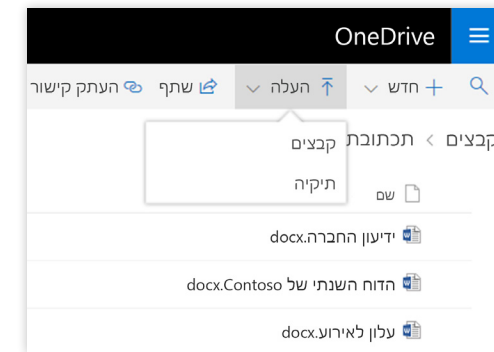 OneDrive
חדש העלה שתף העתק קישור
קבצים
תיקיה
קבצים > תכתובת
שם
ידיעון החברה.docx
הדוח השנתי של Contoso.docx
עלון לאירוע.docx